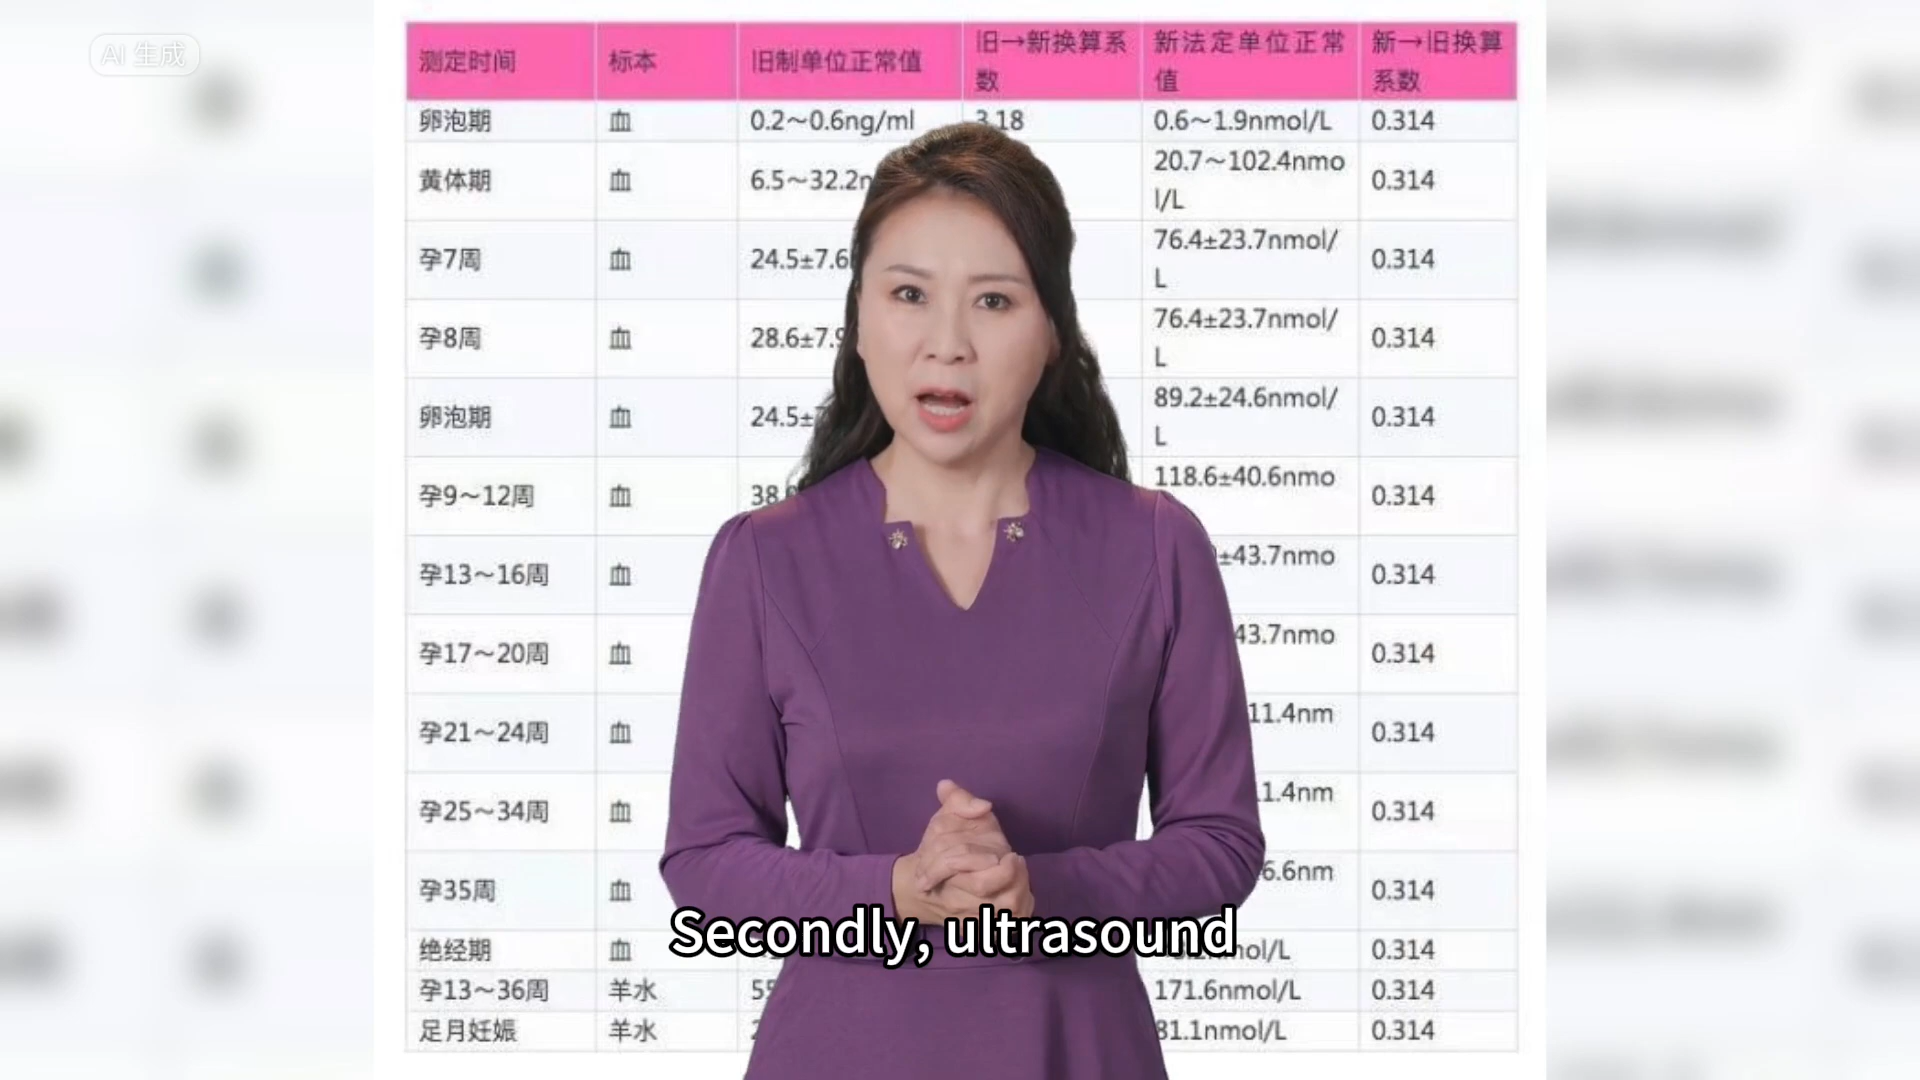 AI 生成
测定时间 标本 旧制单位正常值 旧→新换算系数 新法定单位正常值 新→旧换算系数
卵泡期 血 0.2～0.6ng/ml 3.18 0.6～1.9nmol/L 0.314
黄体期 血 6.5～32.2 20.7～102.4nmol/L 0.314
孕7周 血 24.5±7.6 76.4±23.7nmol/L 0.314
孕8周 血 28.6±7.9 76.4±23.7nmol/L 0.314
卵泡期 血 24.5± 89.2±24.6nmol/L 0.314
孕9～12周 血 38 118.6±40.6nmo 0.314
孕13～16周 血 ±43.7nmo 0.314
孕17～20周 血 43.7nmo 0.314
孕21～24周 血 11.4nm 0.314
孕25～34周 血 1.4nm 0.314
孕35周 血 6.6nm 0.314
Secondly, ultrasound
绝经期 血 nmol/L 0.314
孕13～36周 羊水 55 171.6nmol/L 0.314
足月妊娠 羊水 81.1nmol/L 0.314